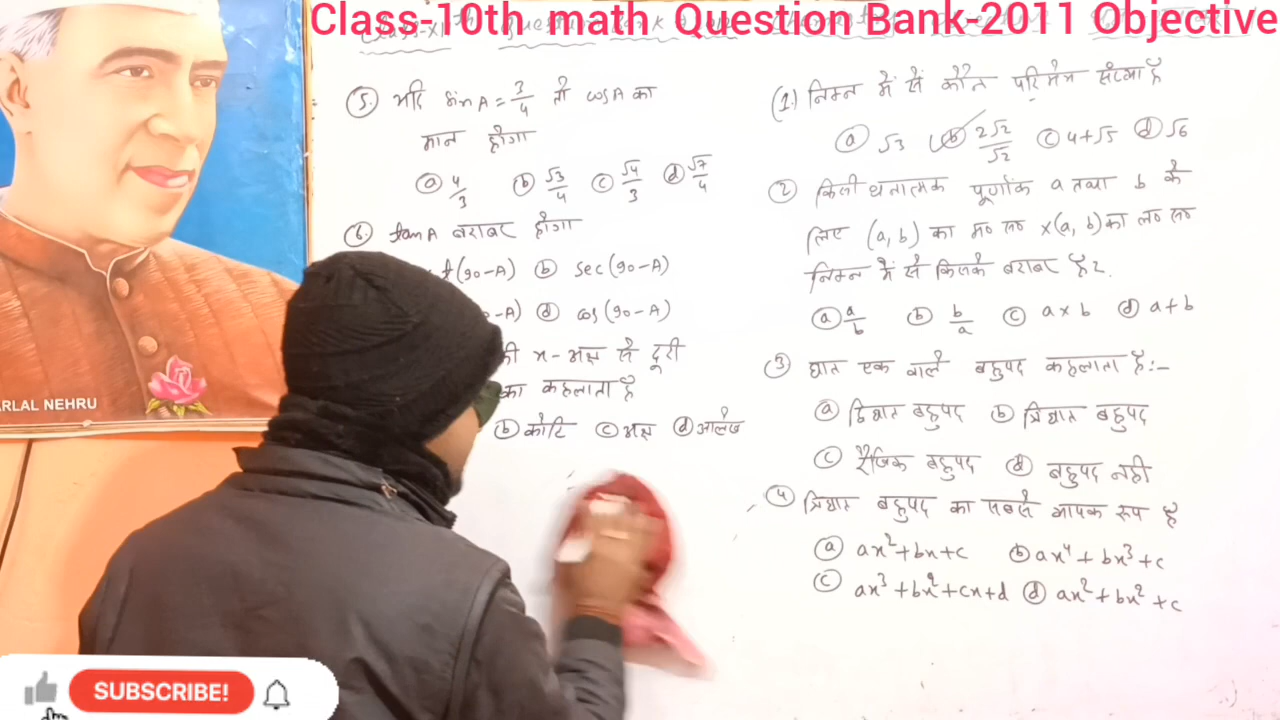 Class-10th math Question Bank-2011 Objective
(1.) निम्न में से कौन परिमेय संख्या है
(a) √3 (b) 2√2/√2 (c) 4+√5 (d) √6
(2) किसी धनात्मक पूर्णांक a तथा b के
लिए (a, b) का म० स० ×(a, b) का ल० स०
निम्न में से किसके बराबर है?
(a) a/b (b) b/a (c) a×b (d) a+b
(3) घात एक वाले बहुपद कहलाता है:-
(a) द्विघात बहुपद (b) त्रिघात बहुपद
(c) रैखिक बहुपद (d) बहुपद नहीं
(4) त्रिघात बहुपद का सबसे व्यापक रूप है
(a) ax²+bx+c (b) ax⁴+bx³+c
(c) ax³+bx²+cx+d (d) ax²+bx²+c
(5.) यदि sinA = 3/4 तो cosA का
मान होगा
(a) 4/3 (b) √3/4 (c) √4/3 (d) √7/4
(6.) tanA बराबर होगा
(90-A) (b) sec(90-A)
-A) (d) cos(90-A)
की x-अक्ष से दूरी
का कहलाता है
(b) कोटि (c) अक्ष (d) आलेख
ARLAL NEHRU
SUBSCRIBE!